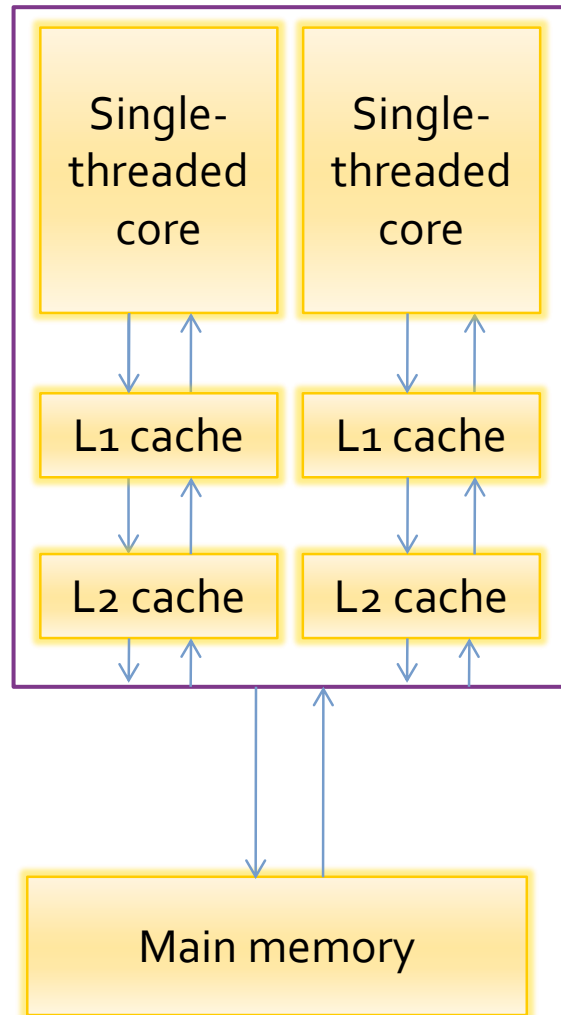 Single-
threaded
core
Single-
threaded
core
L1 cache
L1 cache
L2 cache
L2 cache
Main memory